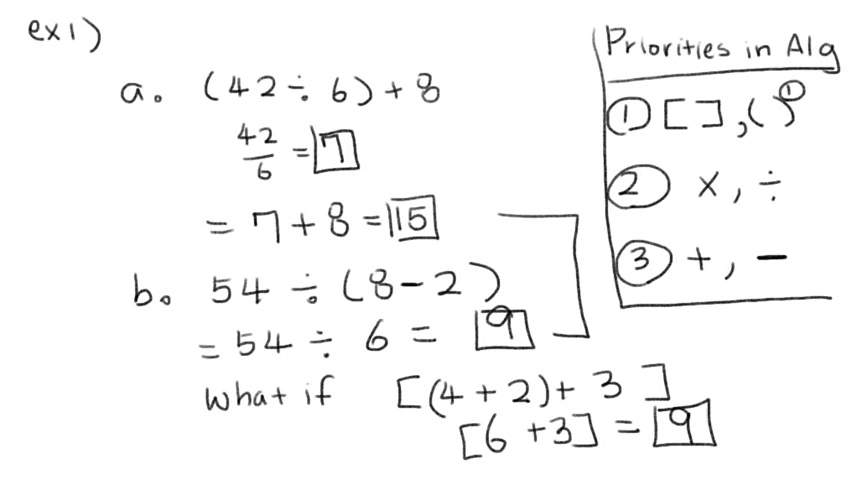 ex1)
a. (42 ÷ 6) + 8
42/6 = 7
= 7 + 8 = 15
b. 54 ÷ (8 - 2)
= 54 ÷ 6 = 9
what if [(4 + 2) + 3]
[6 + 3] = 9
Priorities in Alg
① [ ], ( )①
② ×, ÷
③ +, -